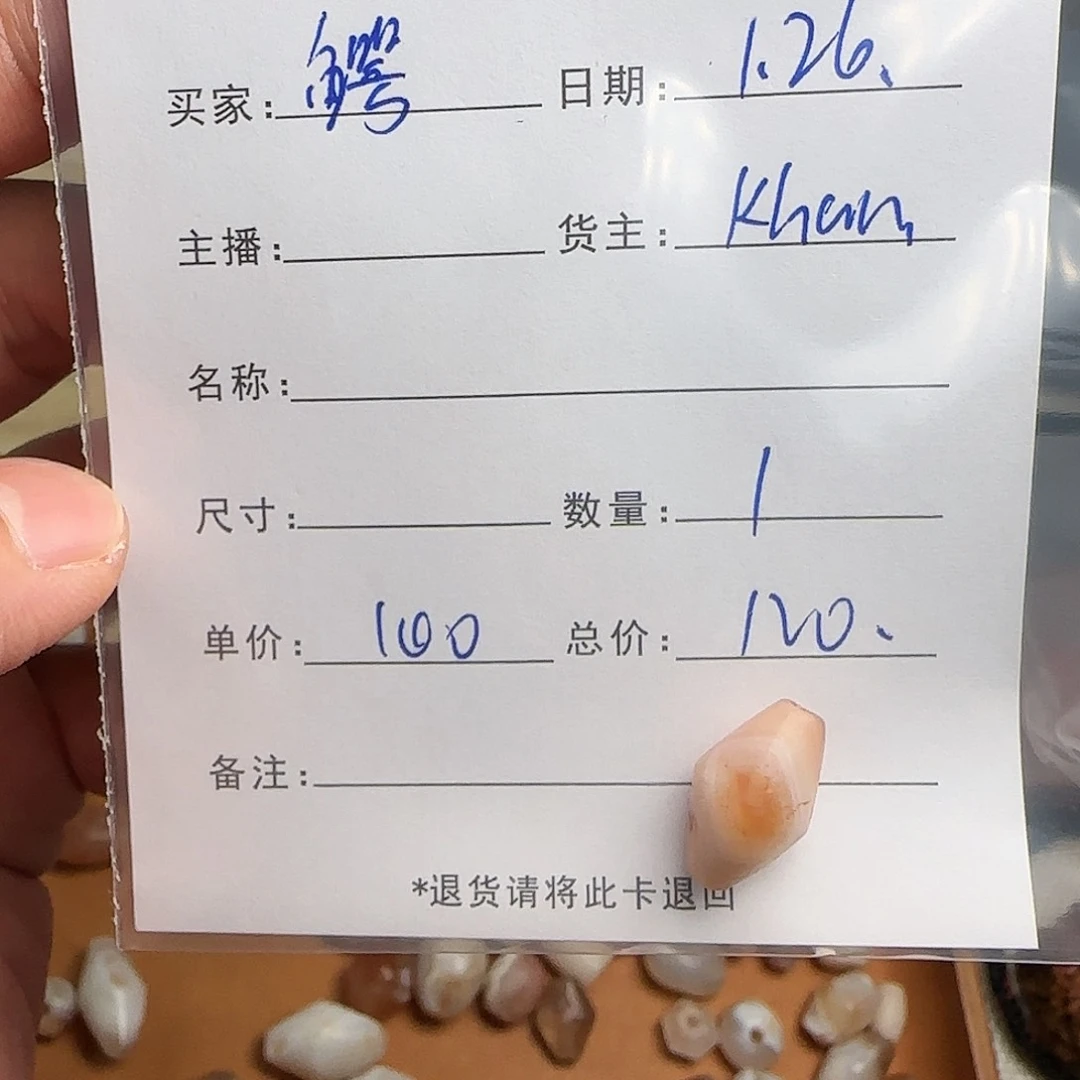 买家：鳄 日期：1.26.
主播： 货主：Khan
名称：
尺寸： 数量：1
单价：100 总价：120.
备注：
*退货请将此卡退回